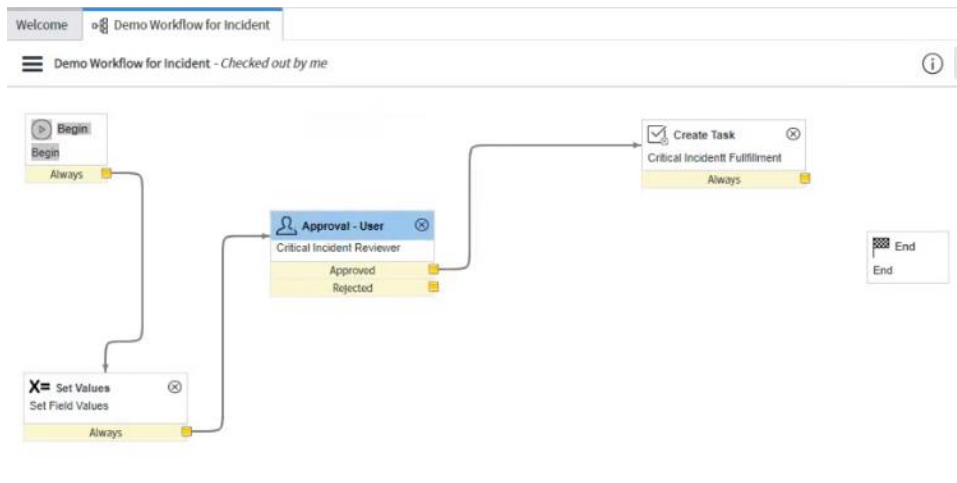 Welcome
Demo Workflow for Incident
Demo Workflow for Incident - Checked out by me
Begin
Begin
Always
Create Task
Critical Incidentt Fullfillment
Always
Approval - User
Critical Incident Reviewer
Approved
Rejected
End
End
X= Set Values
Set Field Values
Always